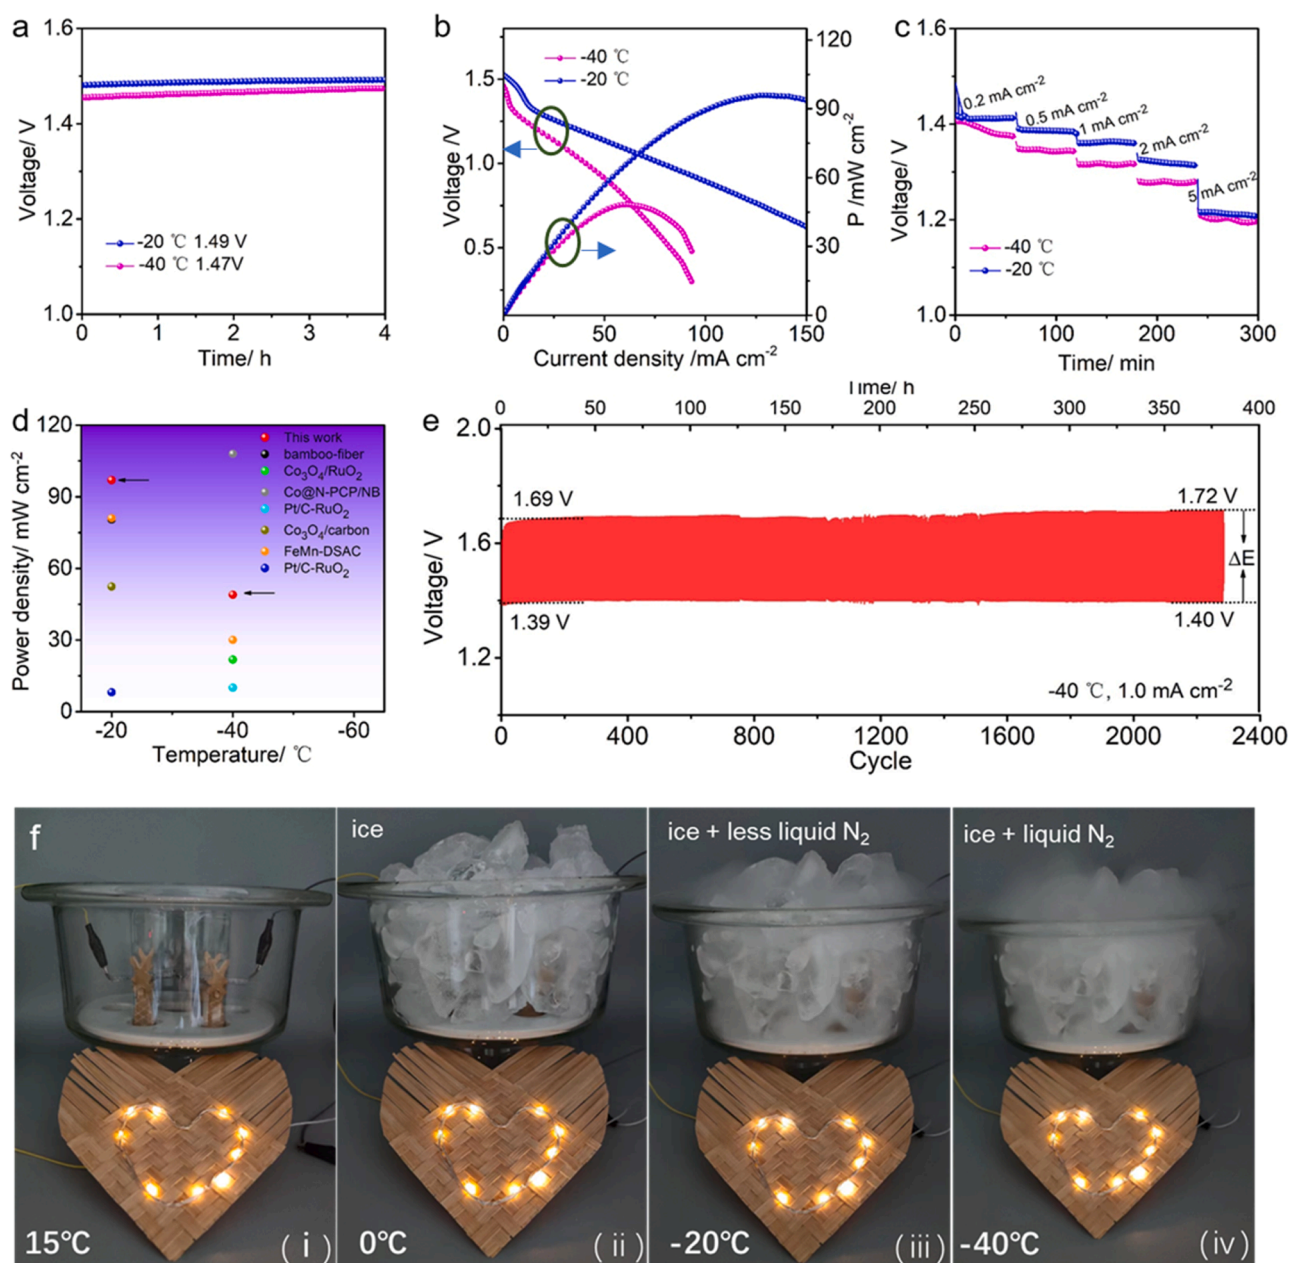 a
1.6
1.4
1.2
1.0
Voltage/ V
-20 ℃ 1.49 V
-40 ℃ 1.47V
0 1 2 3 4
Time/ h
b
1.5
1.0
0.5
Voltage /V
-40 ℃
-20 ℃
120
90
60
30
0
P /mW cm-2
0 50 100 150
Current density /mA cm-2
c
1.6
1.4
1.2
1.0
Voltage/ V
0.2 mA cm-2
0.5 mA cm-2
1 mA cm-2
2 mA cm-2
5 mA cm-2
-40 ℃
-20 ℃
0 100 200 300
Time/ min
d
120
90
60
30
0
Power density/ mW cm-2
This work
bamboo-fiber
Co3O4/RuO2
Co@N-PCP/NB
Pt/C-RuO2
Co3O4/carbon
FeMn-DSAC
Pt/C-RuO2
-20 -40 -60
Temperature/ ℃
e
Time/ h
0 50 100 150 200 250 300 350 400
2.0
1.6
1.2
Voltage/ V
1.69 V
1.72 V
ΔE
1.39 V
1.40 V
-40 ℃, 1.0 mA cm-2
0 400 800 1200 1600 2000 2400
Cycle
f
15℃
( i )
ice
0℃
( ii )
ice + less liquid N2
-20℃
(iii)
ice + liquid N2
-40℃
(iv)